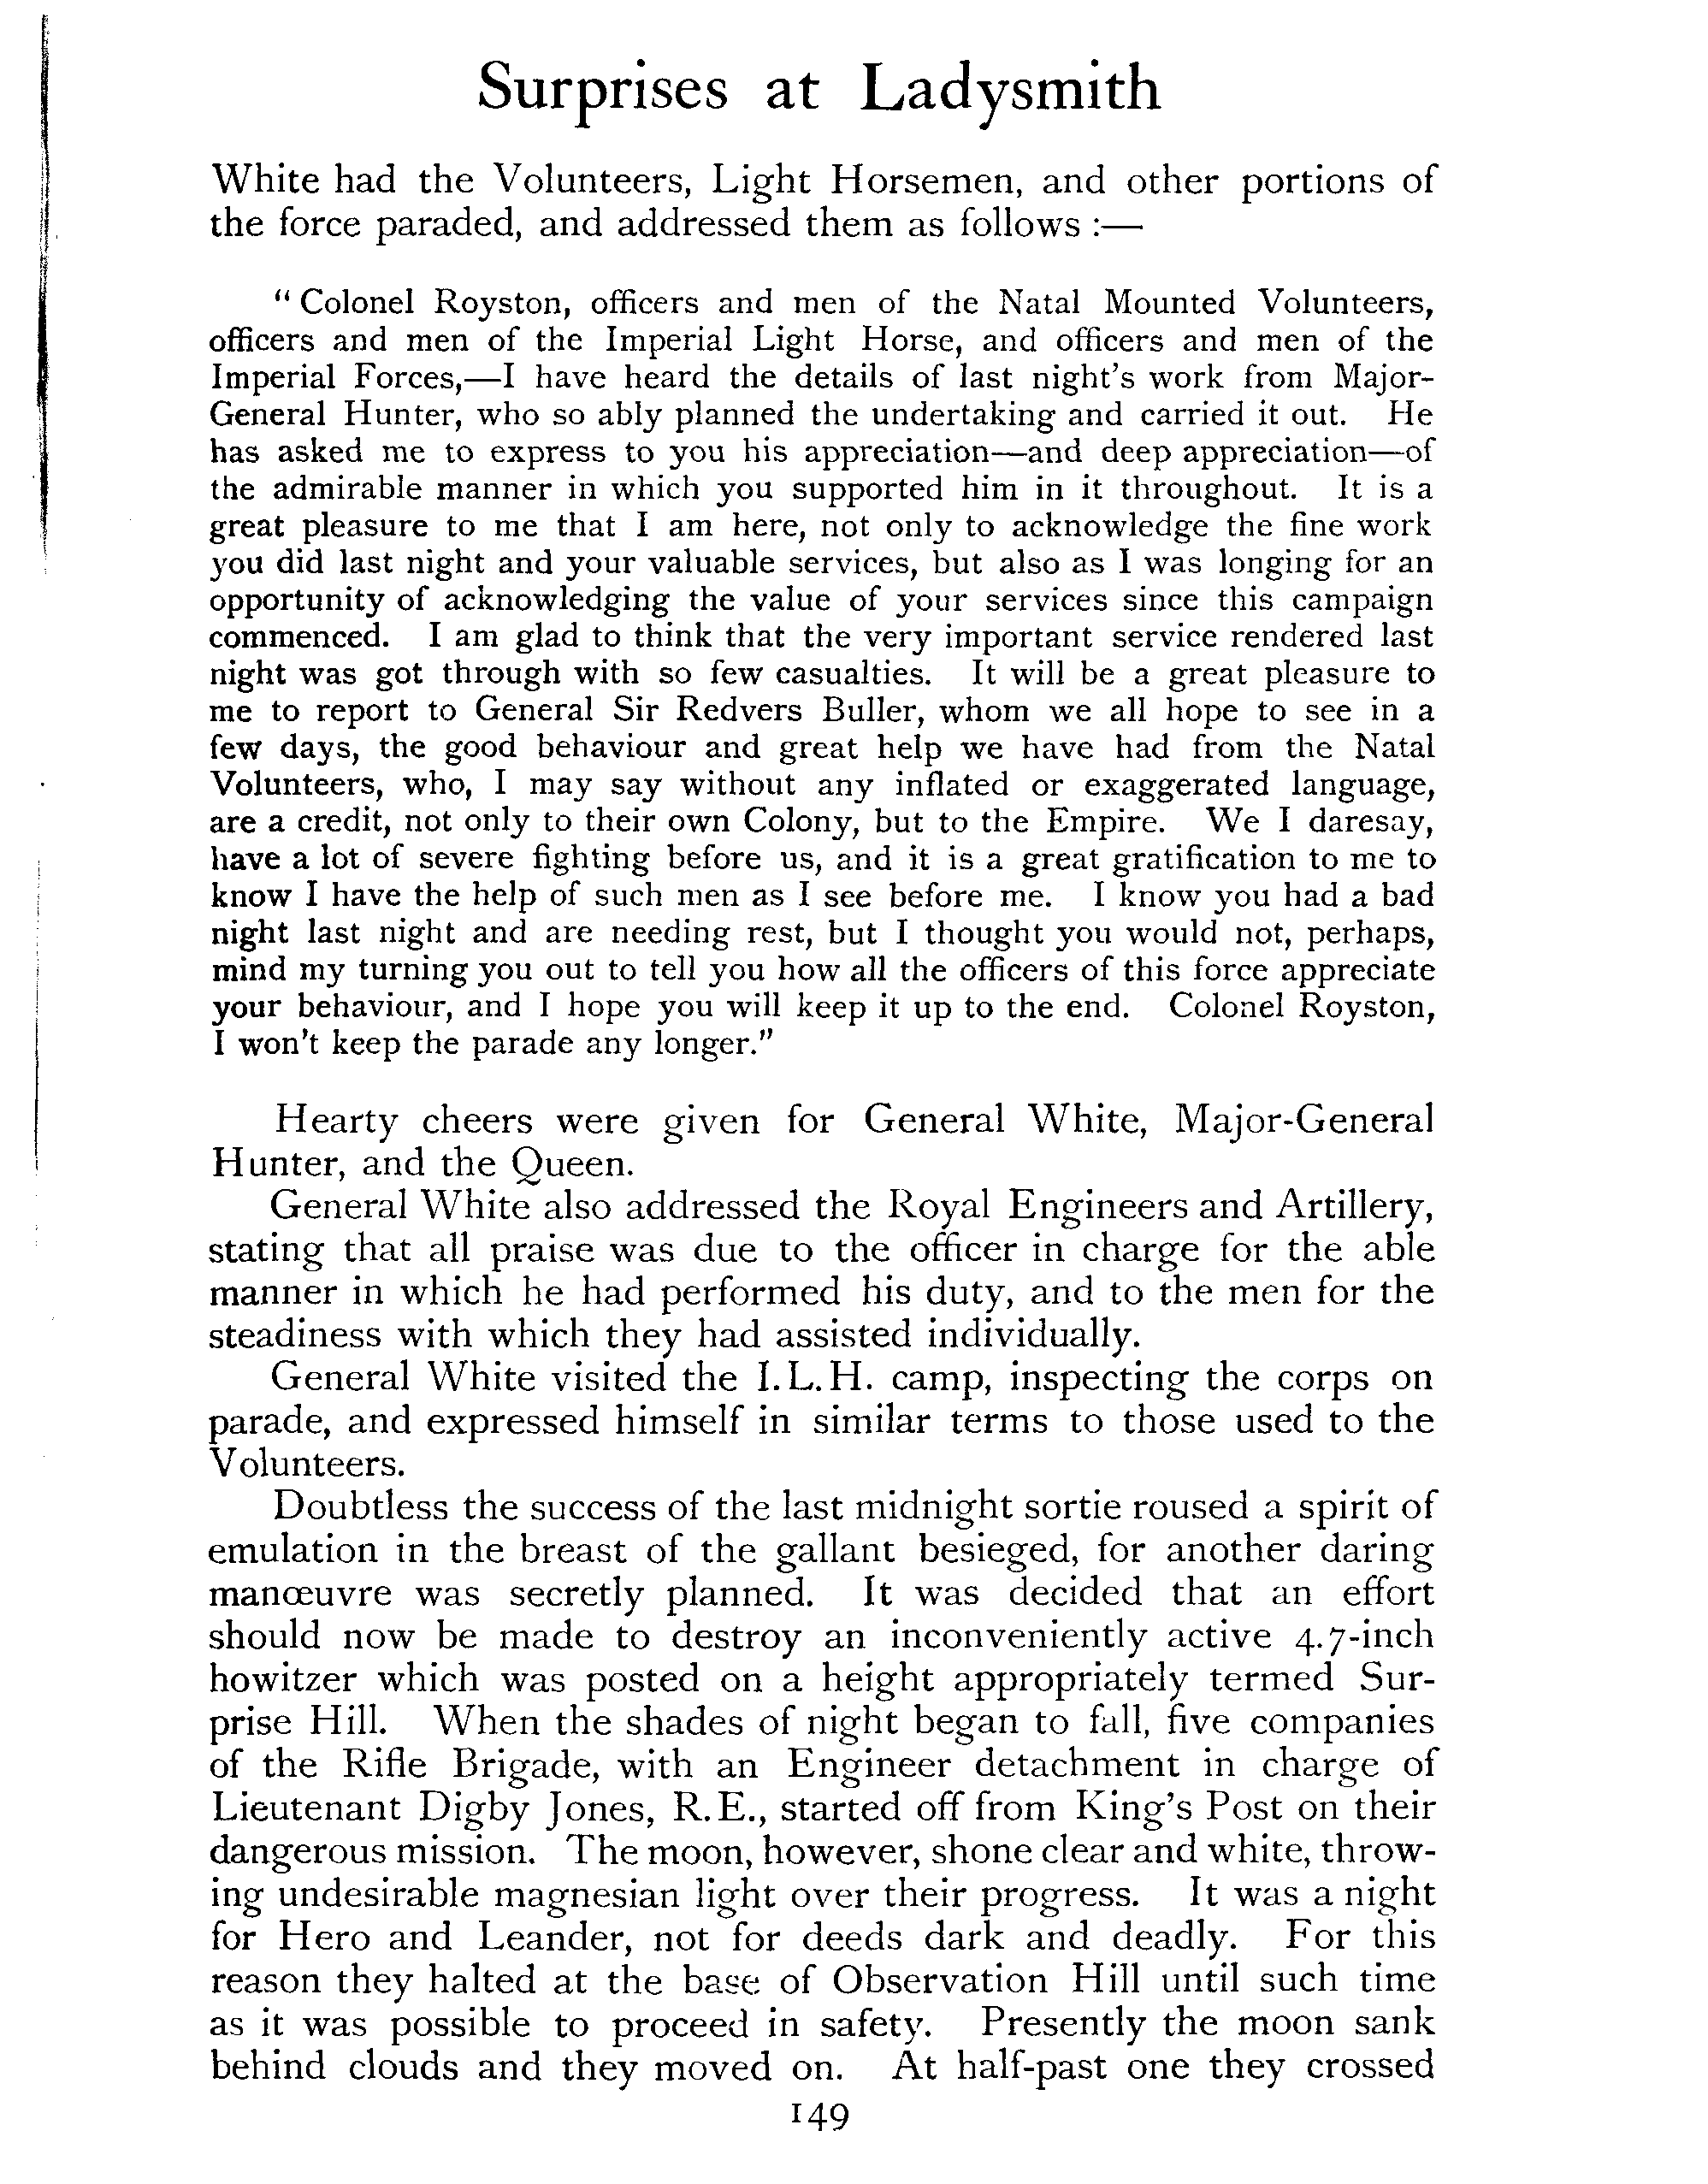 Surprises at Ladysmith
White had the Volunteers, Light Horsemen, and other portions of
the force paraded, and addressed them as follows :—
“ Colonel Royston, officers and men of the Natal Mounted Volunteers,
officers and men of the Imperial Light Horse, and officers and men of the
Imperial Forces,—I have heard the details of last night's work from Major-
General Hunter, who so ably planned the undertaking and carried it out. He
has asked me to express to you his appreciation—and deep appreciation—of
the admirable manner in which you supported him in it throughout. It is a
great pleasure to me that I am here, not only to acknowledge the fine work
you did last night and your valuable services, but also as I was longing for an
opportunity of acknowledging the value of your services since this campaign
commenced. I am glad to think that the very important service rendered last
night was got through with so few casualties. It will be a great pleasure to
me to report to General Sir Redvers Buller, whom we all hope to see in a
few days, the good behaviour and great help we have had from the Natal
Volunteers, who, I may say without any inflated or exaggerated language,
are a credit, not only to their own Colony, but to the Empire. We I daresay,
have a lot of severe fighting before us, and it is a great gratification to me to
know I have the help of such men as I see before me. I know you had a bad
night last night and are needing rest, but I thought you would not, perhaps,
mind my turning you out to tell you how all the officers of this force appreciate
your behaviour, and I hope you will keep it up to the end. Colonel Royston,
I won't keep the parade any longer.”
Hearty cheers were given for General White, Major-General
Hunter, and the Queen.
General White also addressed the Royal Engineers and Artillery,
stating that all praise was due to the officer in charge for the able
manner in which he had performed his duty, and to the men for the
steadiness with which they had assisted individually.
General White visited the I.L.H. camp, inspecting the corps on
parade, and expressed himself in similar terms to those used to the
Volunteers.
Doubtless the success of the last midnight sortie roused a spirit of
emulation in the breast of the gallant besieged, for another daring
manœuvre was secretly planned. It was decided that an effort
should now be made to destroy an inconveniently active 4.7-inch
howitzer which was posted on a height appropriately termed Sur-
prise Hill. When the shades of night began to fall, five companies
of the Rifle Brigade, with an Engineer detachment in charge of
Lieutenant Digby Jones, R.E., started off from King's Post on their
dangerous mission. The moon, however, shone clear and white, throw-
ing undesirable magnesian light over their progress. It was a night
for Hero and Leander, not for deeds dark and deadly. For this
reason they halted at the base of Observation Hill until such time
as it was possible to proceed in safety. Presently the moon sank
behind clouds and they moved on. At half-past one they crossed
149